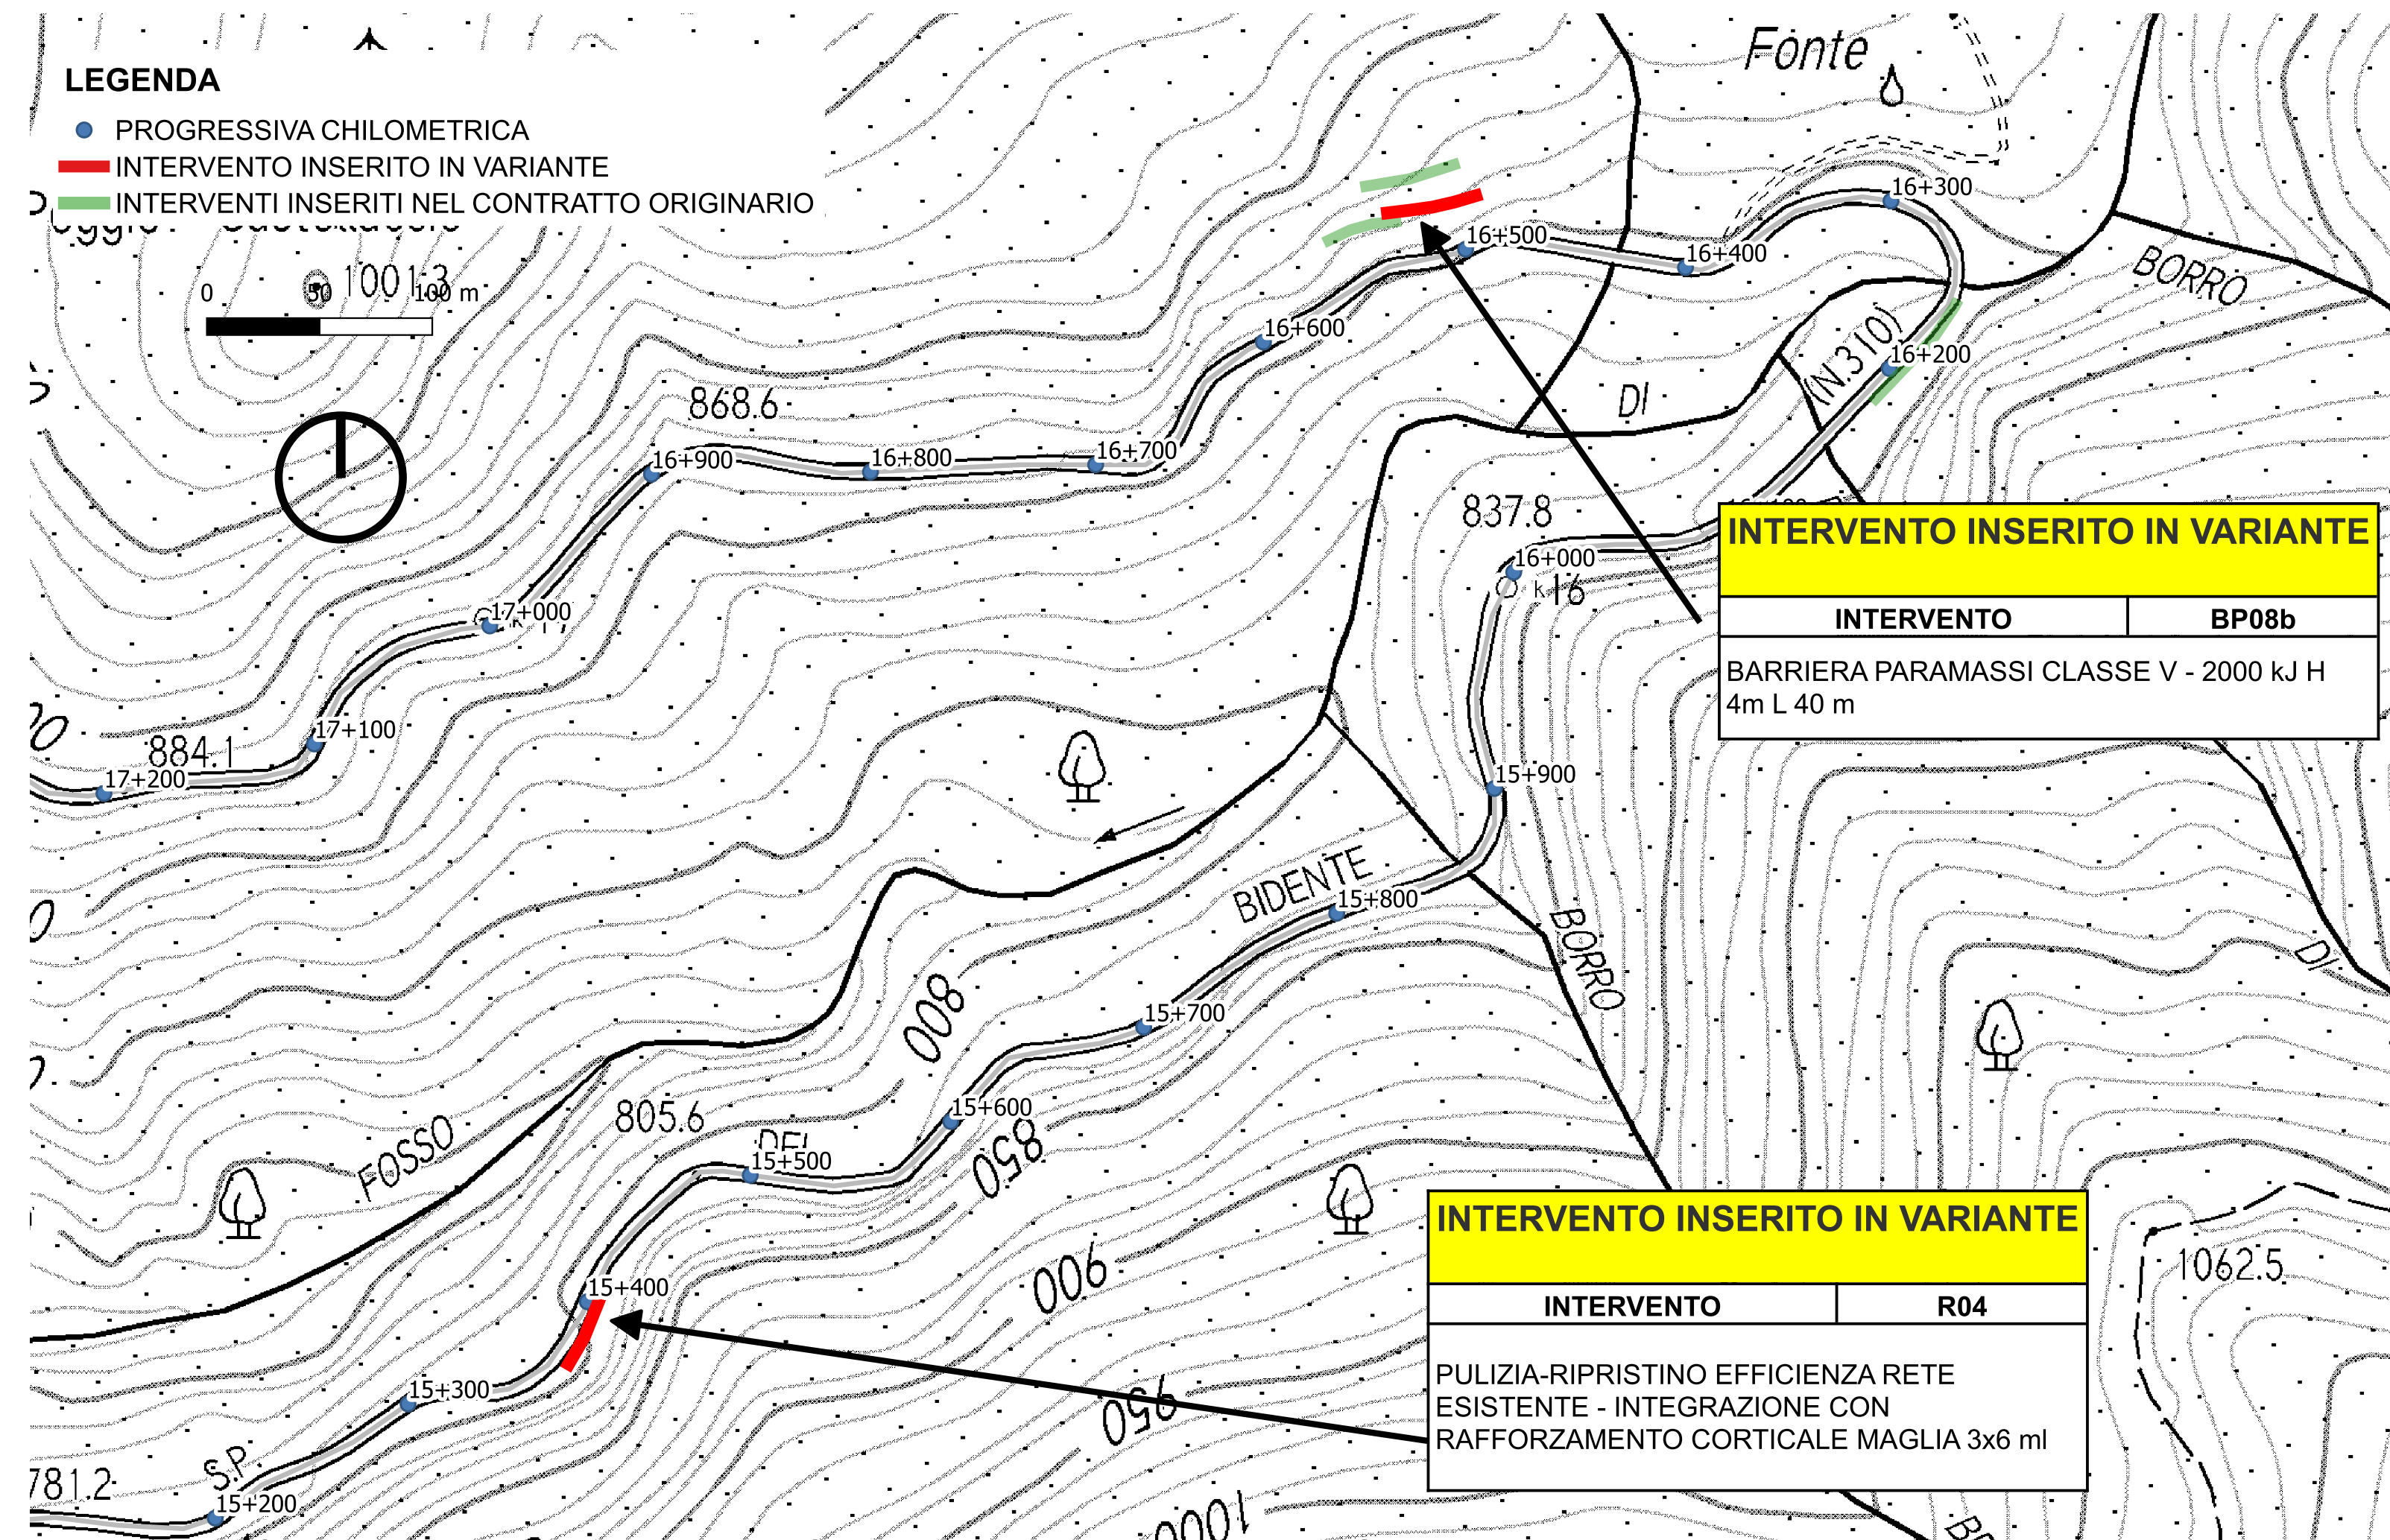 LEGENDA
PROGRESSIVA CHILOMETRICA
INTERVENTO INSERITO IN VARIANTE
INTERVENTI INSERITI NEL CONTRATTO ORIGINARIO
Fonte
1001.3
0 50 100 m
16+300
16+500
16+400
BORRO
16+600
(N.310)
16+200
DI
868.6
16+900
16+800
16+700
837.8
16+000
k 16
17+000
17+100
884.1
17+200
INTERVENTO INSERITO IN VARIANTE
INTERVENTO BP08b
BARRIERA PARAMASSI CLASSE V - 2000 kJ H
4m L 40 m
15+900
BIDENTE
15+800
BORRO
DI
800
15+700
15+600
805.6
FOSSO
DEL
15+500
850
900
15+400
950
15+300
S.P.
781.2
15+200
1000
1062.5
INTERVENTO INSERITO IN VARIANTE
INTERVENTO R04
PULIZIA-RIPRISTINO EFFICIENZA RETE
ESISTENTE - INTEGRAZIONE CON
RAFFORZAMENTO CORTICALE MAGLIA 3x6 ml